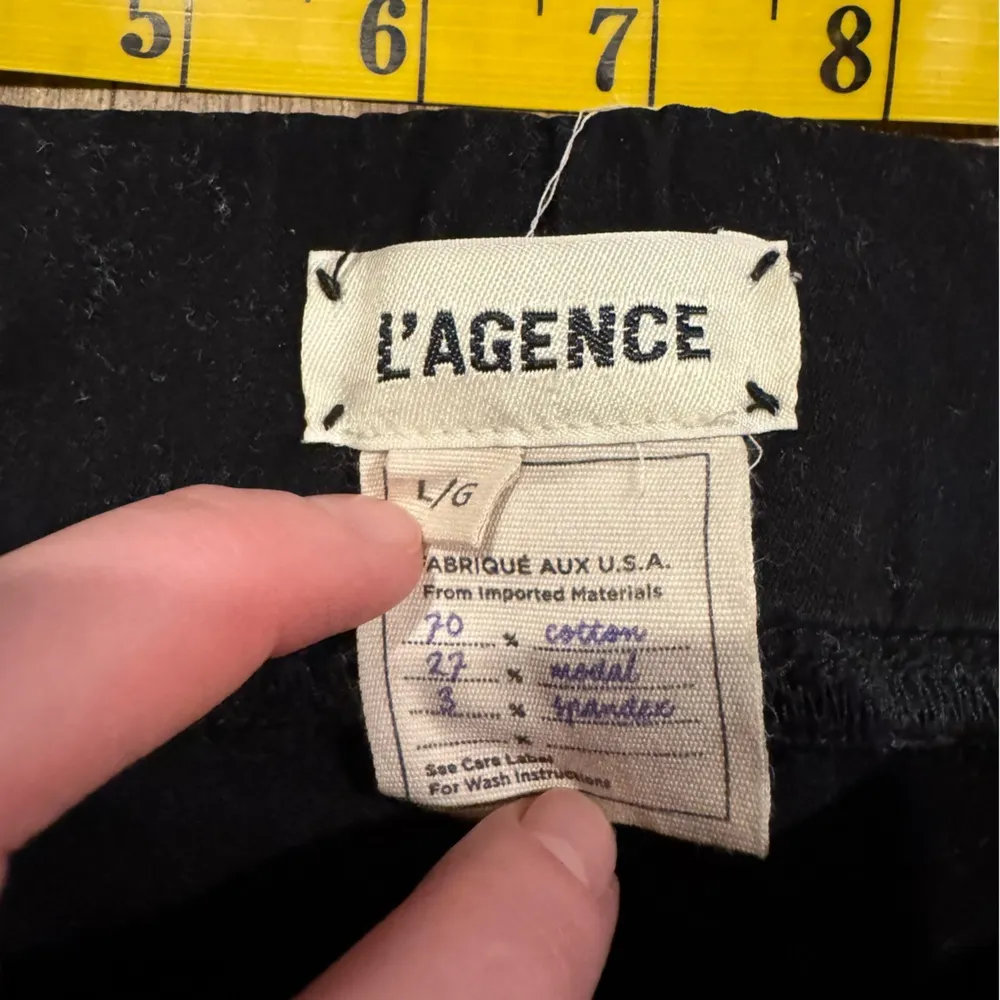 5 6 7 8
L'AGENCE
L/G
FABRIQUÉ AUX U.S.A.
From Imported Materials
70 % cotton
27 % modal
3 % spandex
%
See Care Label
For Wash Instructions